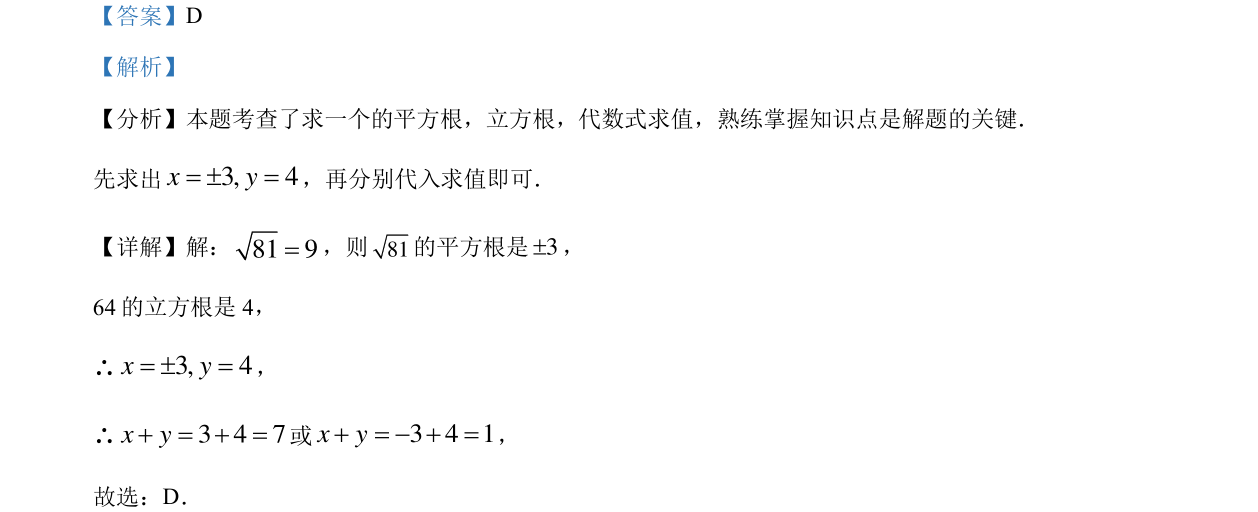 【答案】D
【解析】
【分析】本题考查了求一个的平方根，立方根，代数式求值，熟练掌握知识点是解题的关键．
先求出 x = ±3, y = 4，再分别代入求值即可．
【详解】解：√81 = 9，则 √81 的平方根是 ±3，
64 的立方根是 4，
∴ x = ±3, y = 4，
∴ x + y = 3 + 4 = 7 或 x + y = −3 + 4 = 1，
故选：D．